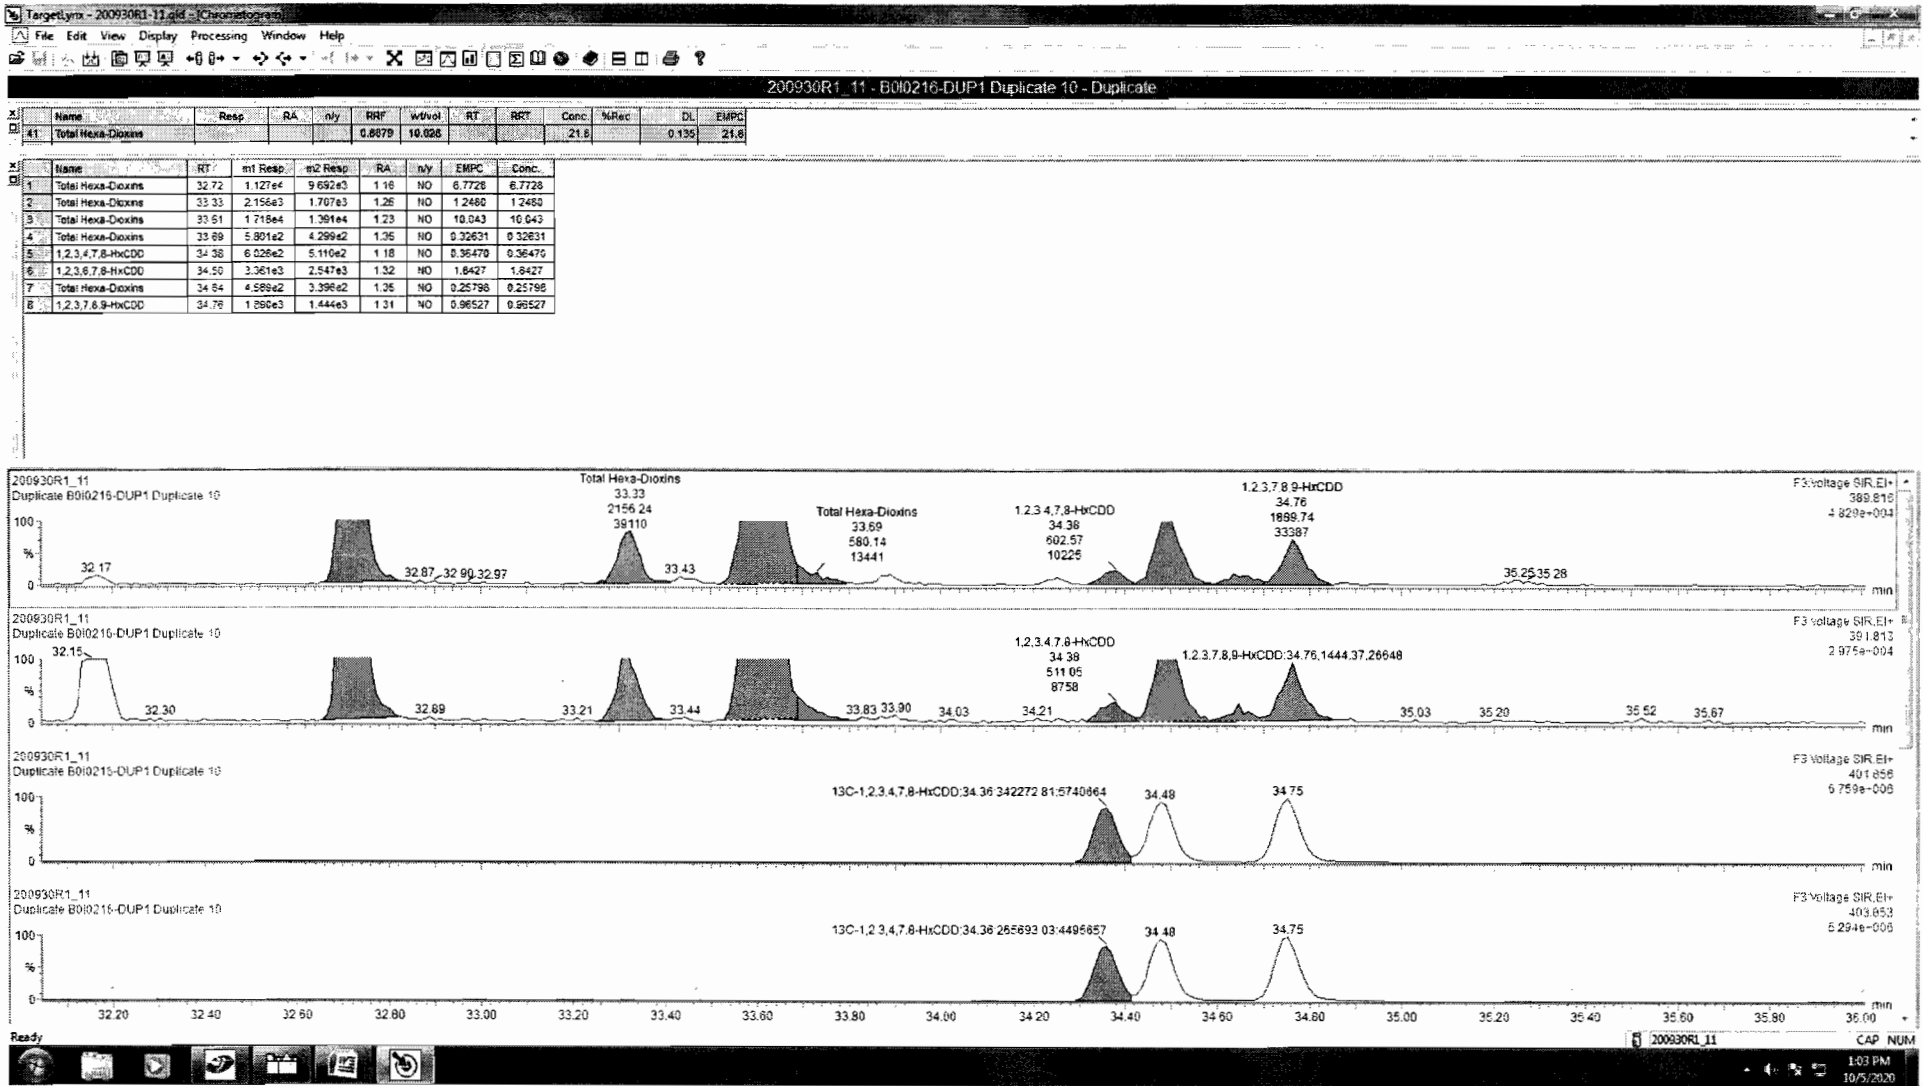 TargetLynx - 200930R1-11.qld - [Chromatogram]
File Edit View Display Processing Window Help
200930R1_11 - B0I0216-DUP1 Duplicate 10 - Duplicate
Name Resp RA n/y RRF wt/vol RT RRT Conc. %Rec DL EMPC
41 Total Hexa-Dioxins 0.8879 10.026 21.6 0.135 21.6
Name RT m1 Resp m2 Resp RA n/y EMPC Conc.
1 Total Hexa-Dioxins 32.72 1.127e4 9.692e3 1.16 NO 6.7728 6.7728
2 Total Hexa-Dioxins 33.33 2.156e3 1.707e3 1.26 NO 1.2480 1.2480
3 Total Hexa-Dioxins 33.61 1.718e4 1.391e4 1.23 NO 10.043 10.043
4 Total Hexa-Dioxins 33.69 5.801e2 4.299e2 1.35 NO 0.32631 0.32631
5 1,2,3,4,7,8-HxCDD 34.38 6.026e2 5.110e2 1.18 NO 0.36470 0.36470
6 1,2,3,6,7,8-HxCDD 34.50 3.361e3 2.547e3 1.32 NO 1.8427 1.8427
7 Total Hexa-Dioxins 34.64 4.589e2 3.396e2 1.35 NO 0.25798 0.25798
8 1,2,3,7,8,9-HxCDD 34.76 1.890e3 1.444e3 1.31 NO 0.96527 0.96527
200930R1_11
Duplicate B0I0216-DUP1 Duplicate 10
F3:Voltage SIR,EI+
389.816
4.829e+004
Total Hexa-Dioxins
33.33
2156.24
39110
Total Hexa-Dioxins
33.69
580.14
13441
1,2,3,4,7,8-HxCDD
34.38
602.57
10225
1,2,3,7,8,9-HxCDD
34.76
1889.74
33387
100
%
0
32.17 32.87 32.90 32.97 33.43 35.25 35.28
min
200930R1_11
Duplicate B0I0216-DUP1 Duplicate 10
F3:Voltage SIR,EI+
391.813
2.975e+004
1,2,3,4,7,8-HxCDD
34.38
511.05
8758
1,2,3,7,8,9-HxCDD;34.76;1444.37;26648
100
%
0
32.15 32.30 32.89 33.21 33.44 33.83 33.90 34.03 34.21 35.03 35.20 35.52 35.67
min
200930R1_11
Duplicate B0I0216-DUP1 Duplicate 10
F3:Voltage SIR,EI+
401.856
6.759e+006
13C-1,2,3,4,7,8-HxCDD;34.36;342272.81;5740664 34.48 34.75
100
%
0
min
200930R1_11
Duplicate B0I0216-DUP1 Duplicate 10
F3:Voltage SIR,EI+
403.853
5.294e+006
13C-1,2,3,4,7,8-HxCDD;34.36;265693.03;4495657 34.48 34.75
100
%
0
min
32.20 32.40 32.60 32.80 33.00 33.20 33.40 33.60 33.80 34.00 34.20 34.40 34.60 34.80 35.00 35.20 35.40 35.60 35.80 36.00
Ready 200930R1_11 CAP NUM
1:03 PM
10/5/2020